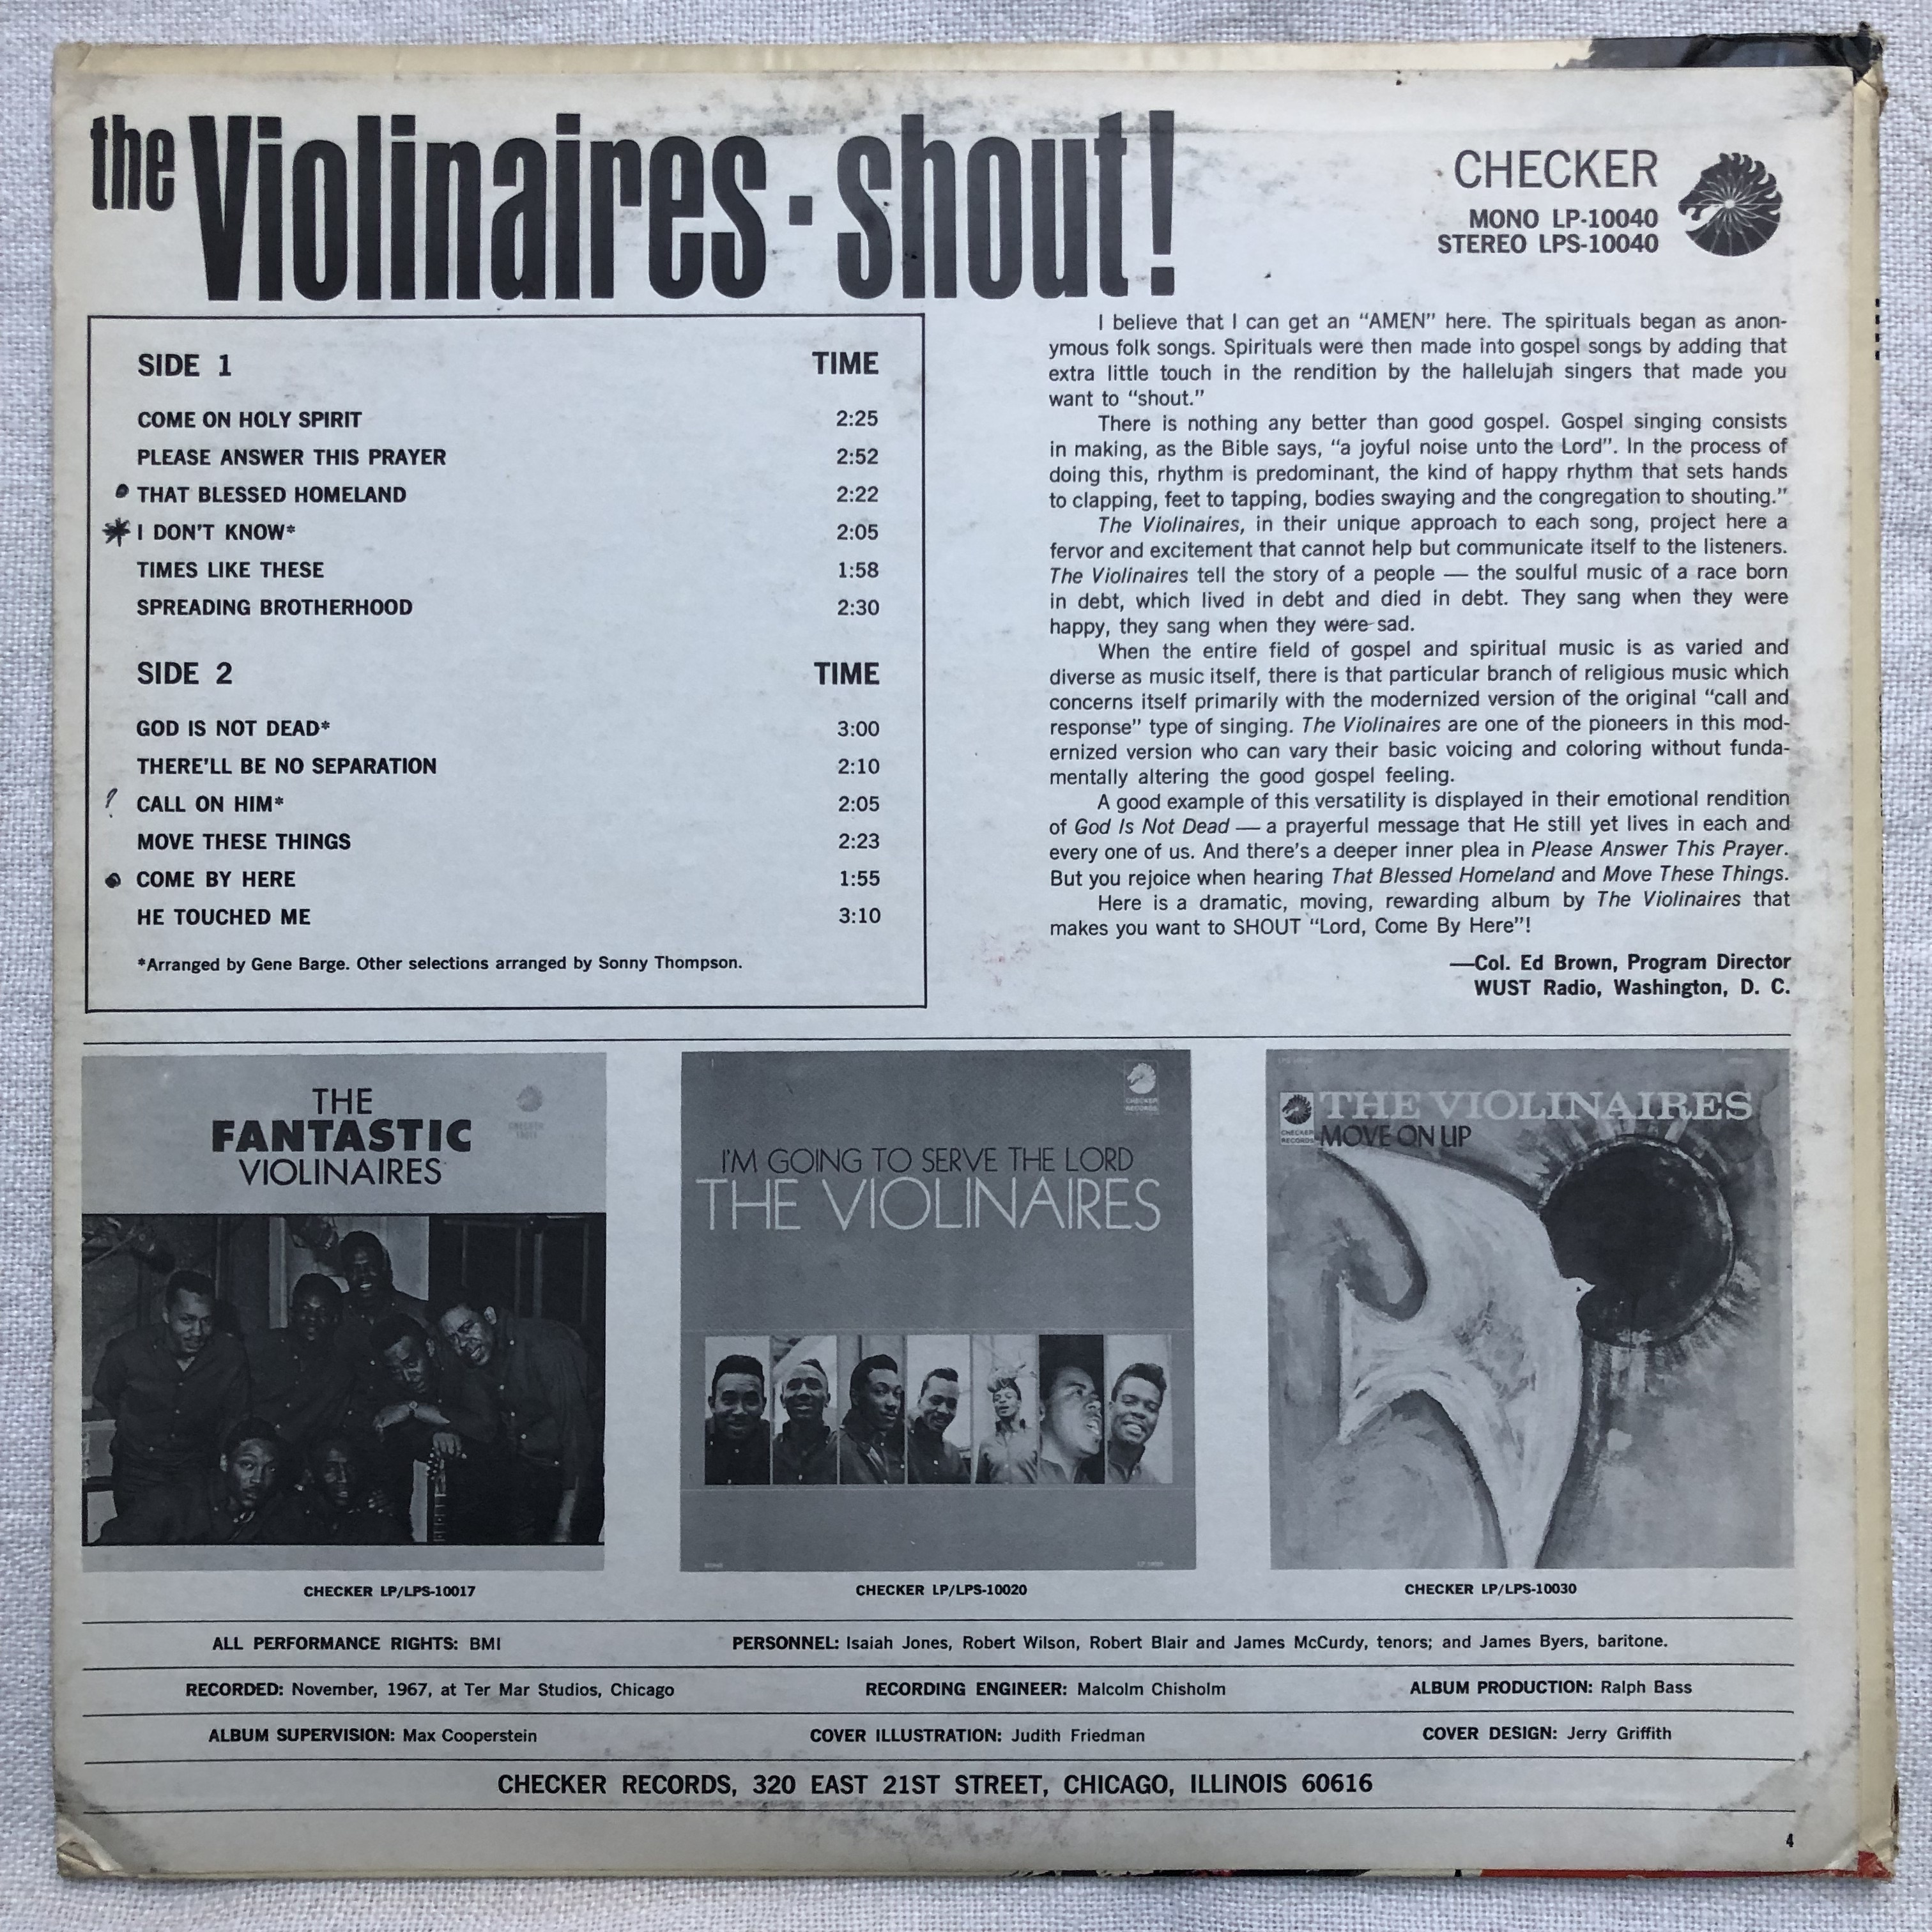 the Violinaires · shout!
CHECKER
MONO LP-10040
STEREO LPS-10040
SIDE 1 TIME
COME ON HOLY SPIRIT 2:25
PLEASE ANSWER THIS PRAYER 2:52
THAT BLESSED HOMELAND 2:22
I DON'T KNOW* 2:05
TIMES LIKE THESE 1:58
SPREADING BROTHERHOOD 2:30
SIDE 2 TIME
GOD IS NOT DEAD* 3:00
THERE'LL BE NO SEPARATION 2:10
CALL ON HIM* 2:05
MOVE THESE THINGS 2:23
COME BY HERE 1:55
HE TOUCHED ME 3:10
*Arranged by Gene Barge. Other selections arranged by Sonny Thompson.
I believe that I can get an “AMEN” here. The spirituals began as anon-
ymous folk songs. Spirituals were then made into gospel songs by adding that
extra little touch in the rendition by the hallelujah singers that made you
want to “shout.”
There is nothing any better than good gospel. Gospel singing consists
in making, as the Bible says, “a joyful noise unto the Lord”. In the process of
doing this, rhythm is predominant, the kind of happy rhythm that sets hands
to clapping, feet to tapping, bodies swaying and the congregation to shouting.”
The Violinaires, in their unique approach to each song, project here a
fervor and excitement that cannot help but communicate itself to the listeners.
The Violinaires tell the story of a people — the soulful music of a race born
in debt, which lived in debt and died in debt. They sang when they were
happy, they sang when they were sad.
When the entire field of gospel and spiritual music is as varied and
diverse as music itself, there is that particular branch of religious music which
concerns itself primarily with the modernized version of the original “call and
response” type of singing. The Violinaires are one of the pioneers in this mod-
ernized version who can vary their basic voicing and coloring without funda-
mentally altering the good gospel feeling.
A good example of this versatility is displayed in their emotional rendition
of God Is Not Dead — a prayerful message that He still yet lives in each and
every one of us. And there's a deeper inner plea in Please Answer This Prayer.
But you rejoice when hearing That Blessed Homeland and Move These Things.
Here is a dramatic, moving, rewarding album by The Violinaires that
makes you want to SHOUT “Lord, Come By Here”!
—Col. Ed Brown, Program Director
WUST Radio, Washington, D. C.
THE
FANTASTIC
VIOLINAIRES
CHECKER
RECORDS
I'M GOING TO SERVE THE LORD
THE VIOLINAIRES
CHECKER
RECORDS
THE VIOLINAIRES
MOVE ON UP
CHECKER LP/LPS-10017
CHECKER LP/LPS-10020
CHECKER LP/LPS-10030
ALL PERFORMANCE RIGHTS: BMI
PERSONNEL: Isaiah Jones, Robert Wilson, Robert Blair and James McCurdy, tenors; and James Byers, baritone.
RECORDED: November, 1967, at Ter Mar Studios, Chicago
RECORDING ENGINEER: Malcolm Chisholm
ALBUM PRODUCTION: Ralph Bass
ALBUM SUPERVISION: Max Cooperstein
COVER ILLUSTRATION: Judith Friedman
COVER DESIGN: Jerry Griffith
CHECKER RECORDS, 320 EAST 21ST STREET, CHICAGO, ILLINOIS 60616
4